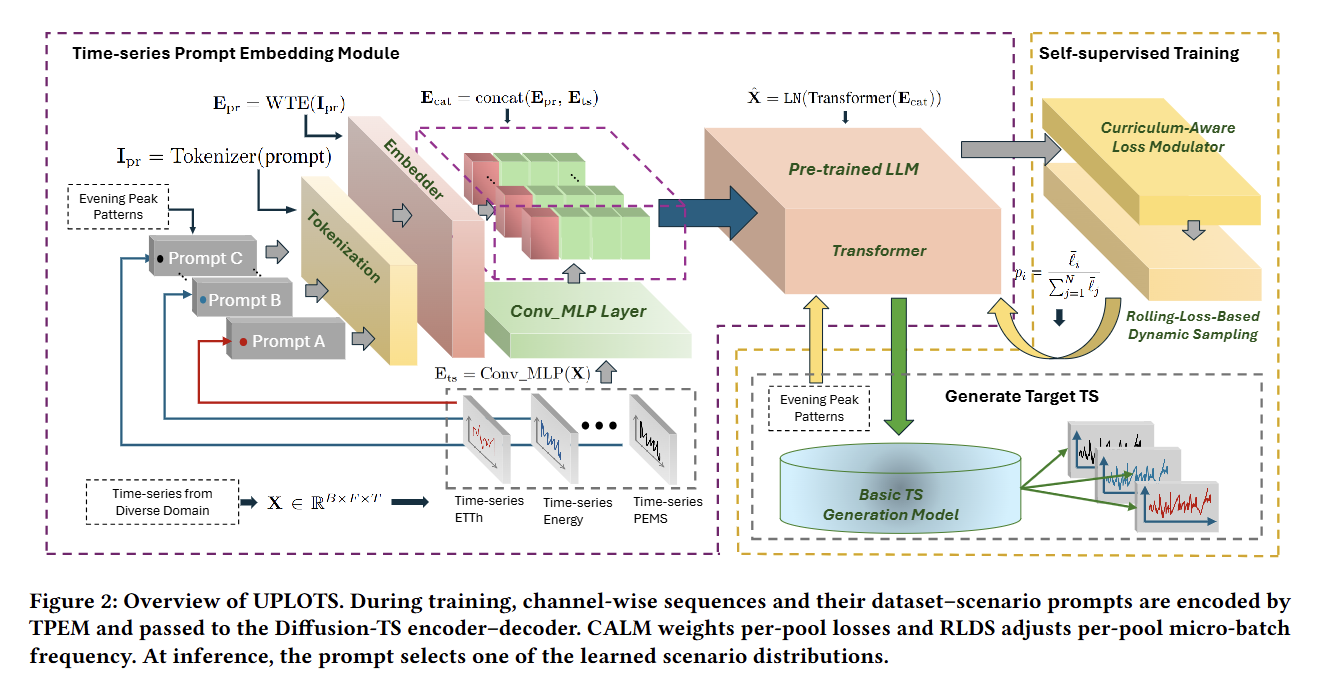 Time-series Prompt Embedding Module
Self-supervised Training
E_pr = WTE(I_pr)
E_cat = concat(E_pr, E_ts)
X̂ = LN(Transformer(E_cat))
I_pr = Tokenizer(prompt)
Evening Peak
Patterns
Prompt C
Prompt B
Prompt A
Tokenization
Embedder
Conv_MLP Layer
E_ts = Conv_MLP(X)
Pre-trained LLM
Transformer
Curriculum-Aware
Loss Modulator
p_i = ℓ̄_i / ∑_{j=1}^{N} ℓ̄_j
Rolling-Loss-Based
Dynamic Sampling
Time-series from
Diverse Domain
X ∈ ℝ^{B×F×T}
Time-series
ETTh
Time-series
Energy
Time-series
PEMS
Evening Peak
Patterns
Generate Target TS
Basic TS
Generation Model
Figure 2: Overview of UPLOTS. During training, channel-wise sequences and their dataset–scenario prompts are encoded by
TPEM and passed to the Diffusion-TS encoder–decoder. CALM weights per-pool losses and RLDS adjusts per-pool micro-batch
frequency. At inference, the prompt selects one of the learned scenario distributions.